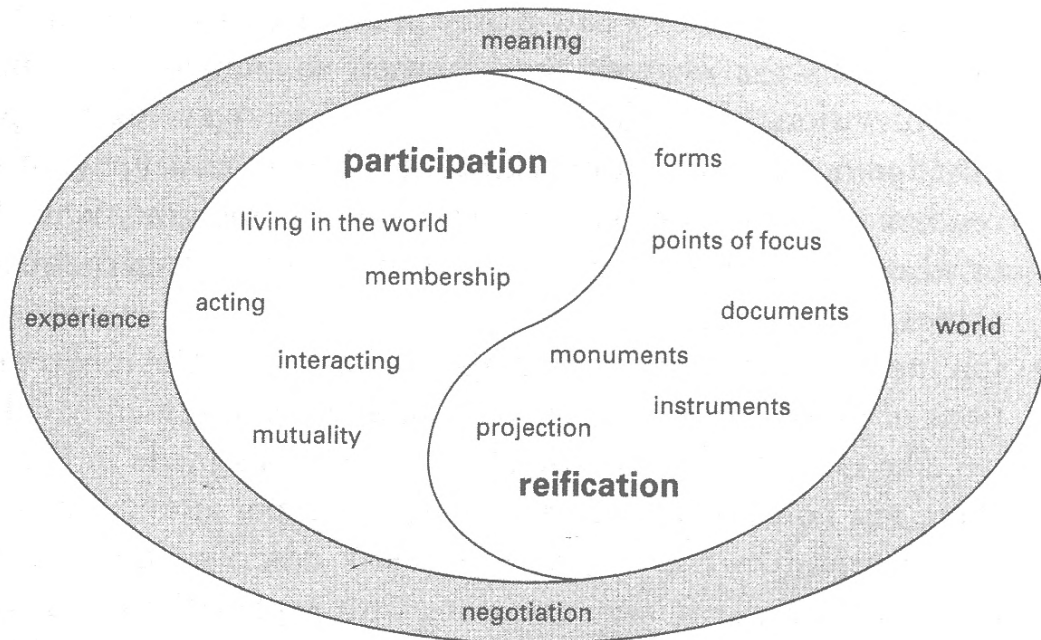 meaning
participation
forms
living in the world
points of focus
membership
acting
documents
experience
world
interacting
monuments
instruments
mutuality
projection
reification
negotiation